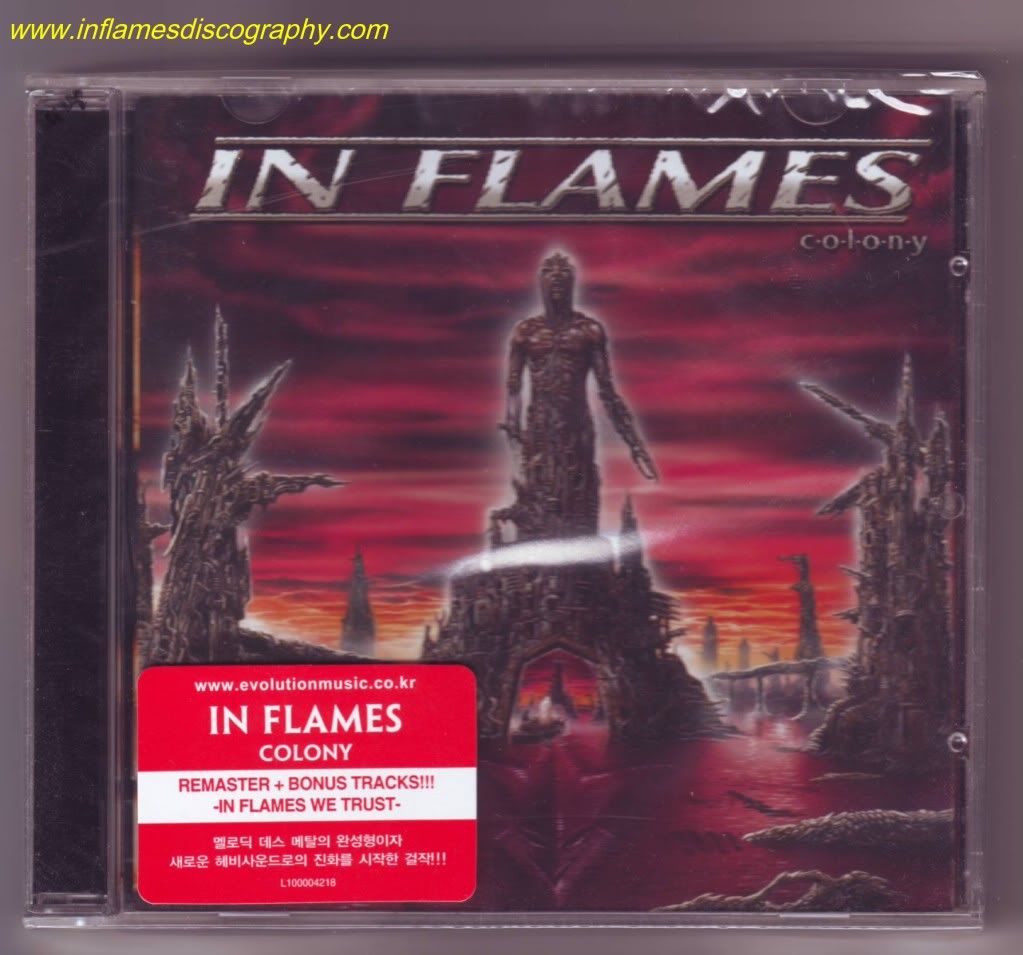 www.inflamesdiscography.com
IN FLAMES
c·o·l·o·n·y
www.evolutionmusic.co.kr
IN FLAMES
COLONY
REMASTER + BONUS TRACKS!!!
-IN FLAMES WE TRUST-
멜로딕 데스 메탈의 완성형이자
새로운 헤비사운드로의 진화를 시작한 걸작!!!
L100004218